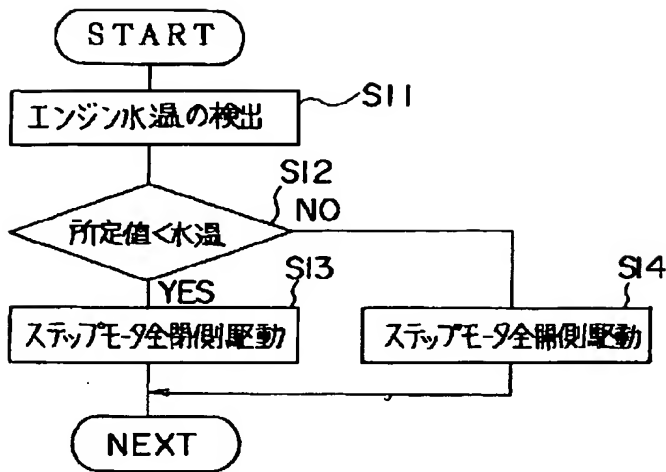 START
エンジン水温の検出
S11
S12
所定値<水温
NO
YES
S13
ステップモータ全閉側駆動
S14
ステップモータ全開側駆動
NEXT